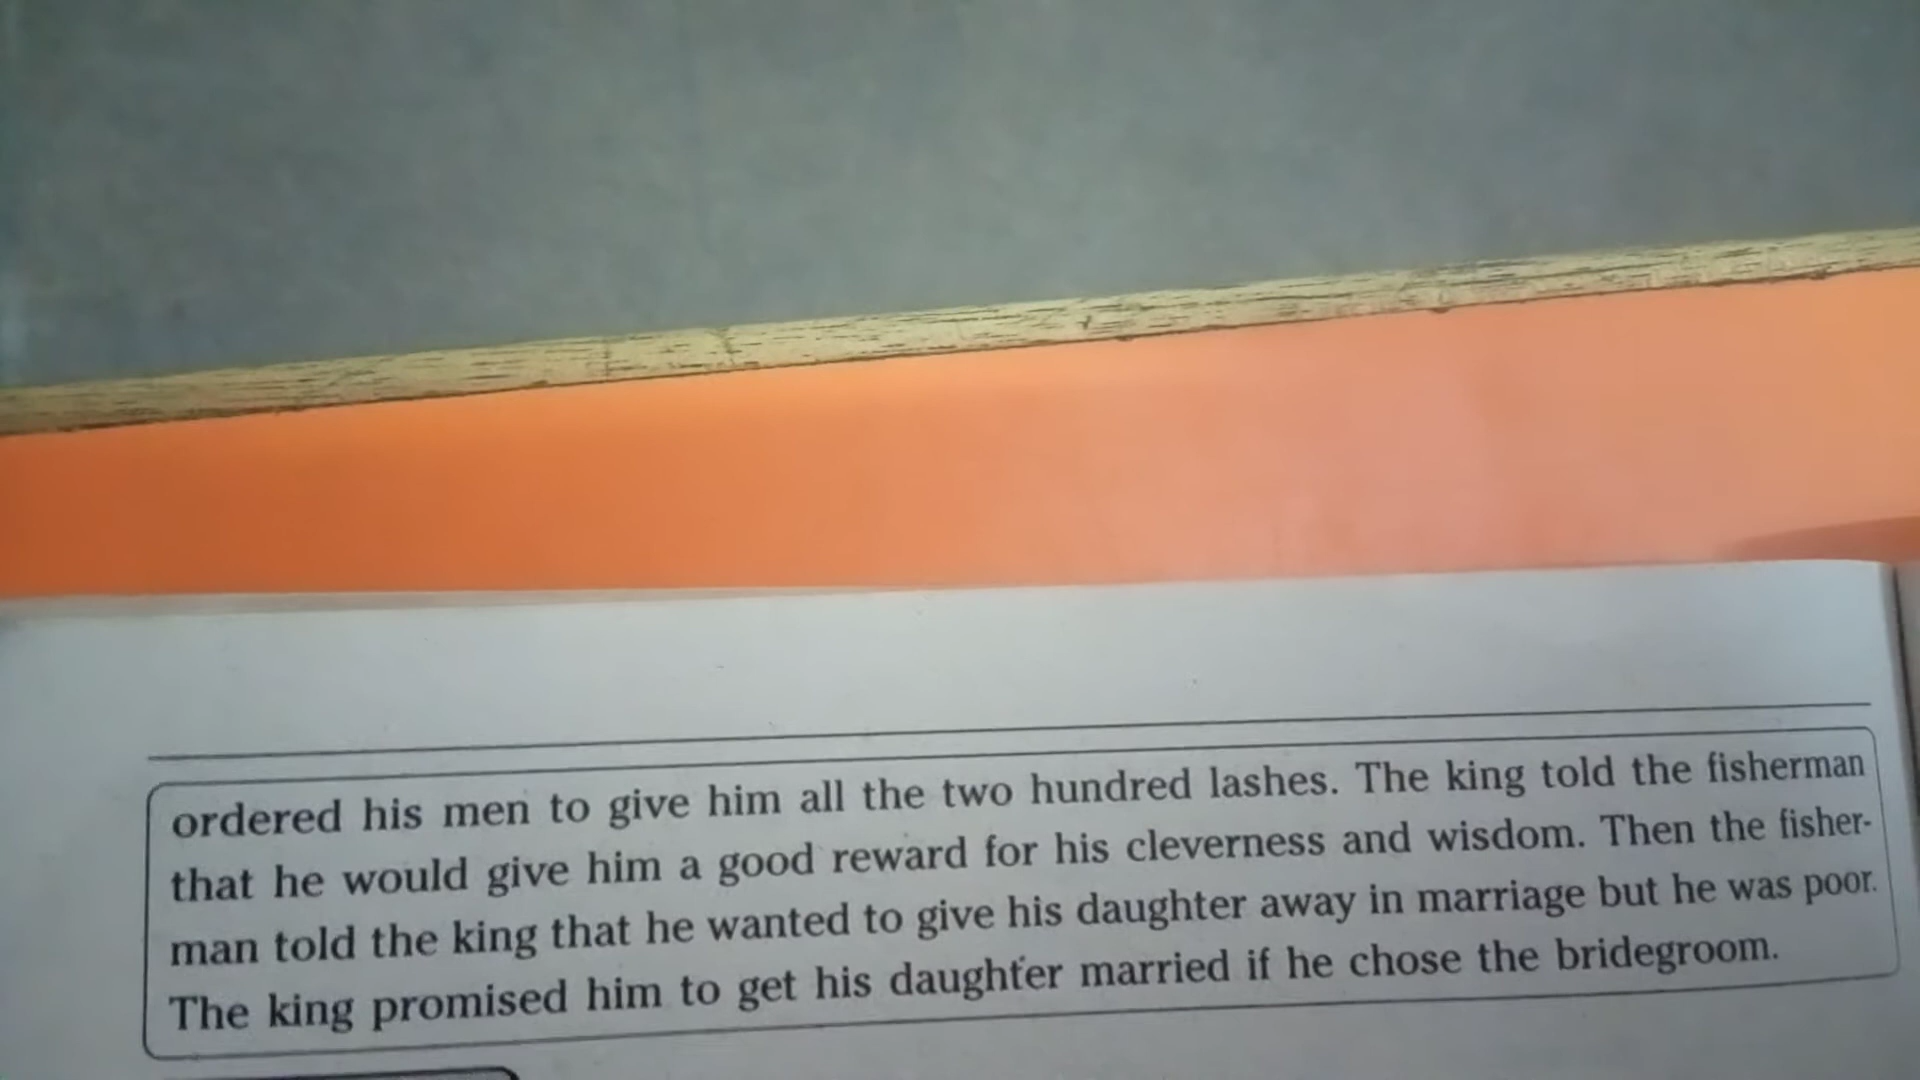 ordered his men to give him all the two hundred lashes. The king told the fisherman
that he would give him a good reward for his cleverness and wisdom. Then the fisher-
man told the king that he wanted to give his daughter away in marriage but he was poor.
The king promised him to get his daughter married if he chose the bridegroom.